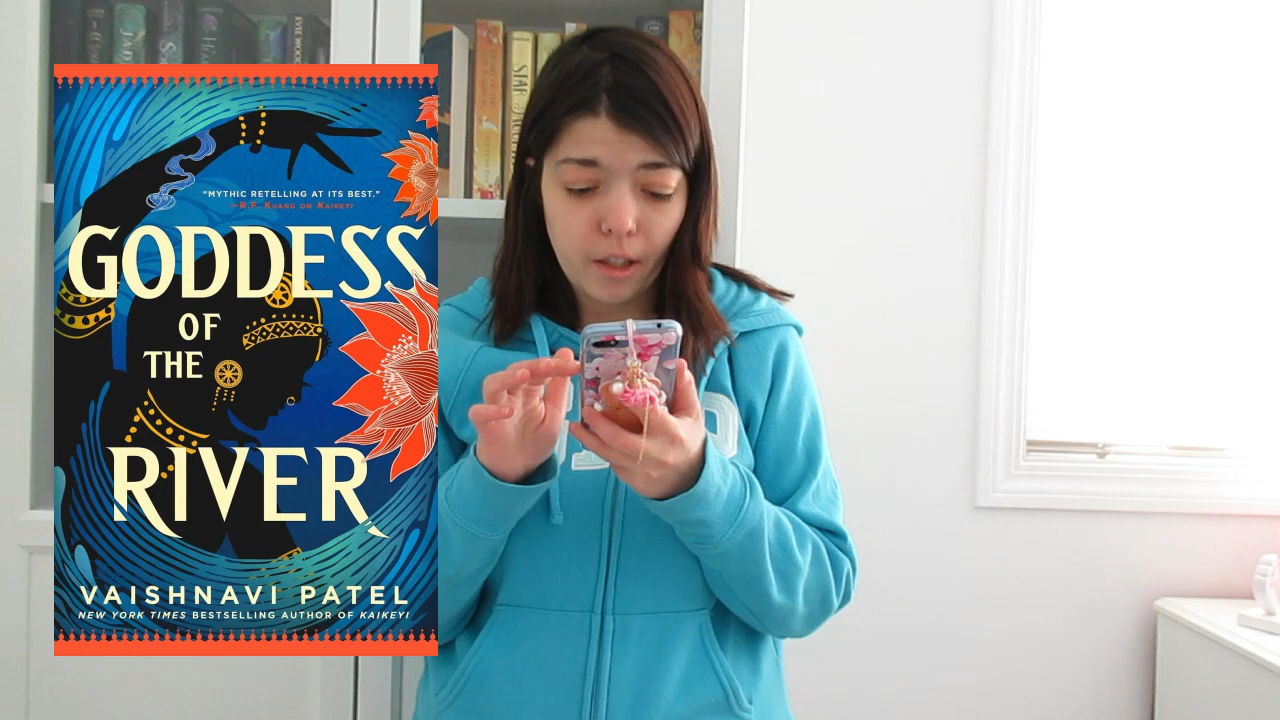 “MYTHIC RETELLING AT ITS BEST.”
—R.F. KUANG ON KAIKEYI
GODDESS
OF
THE
RIVER
VAISHNAVI PATEL
NEW YORK TIMES BESTSELLING AUTHOR OF KAIKEYI